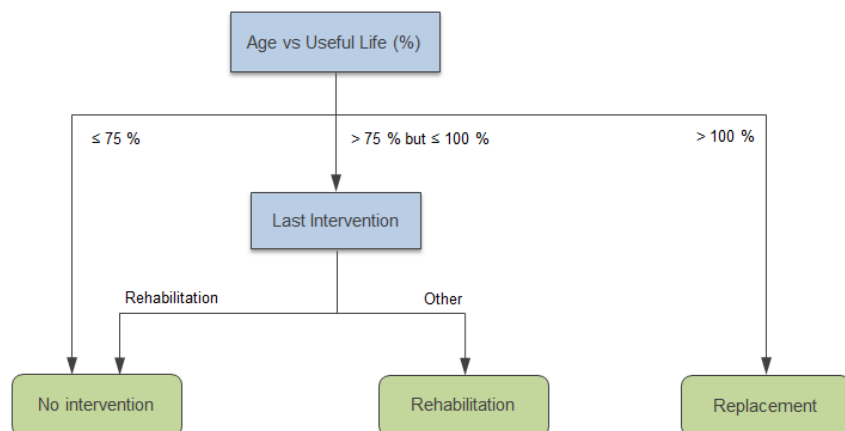 Age vs Useful Life (%)
≤ 75 %
> 75 % but ≤ 100 %
> 100 %
Last Intervention
Rehabilitation
Other
No intervention
Rehabilitation
Replacement